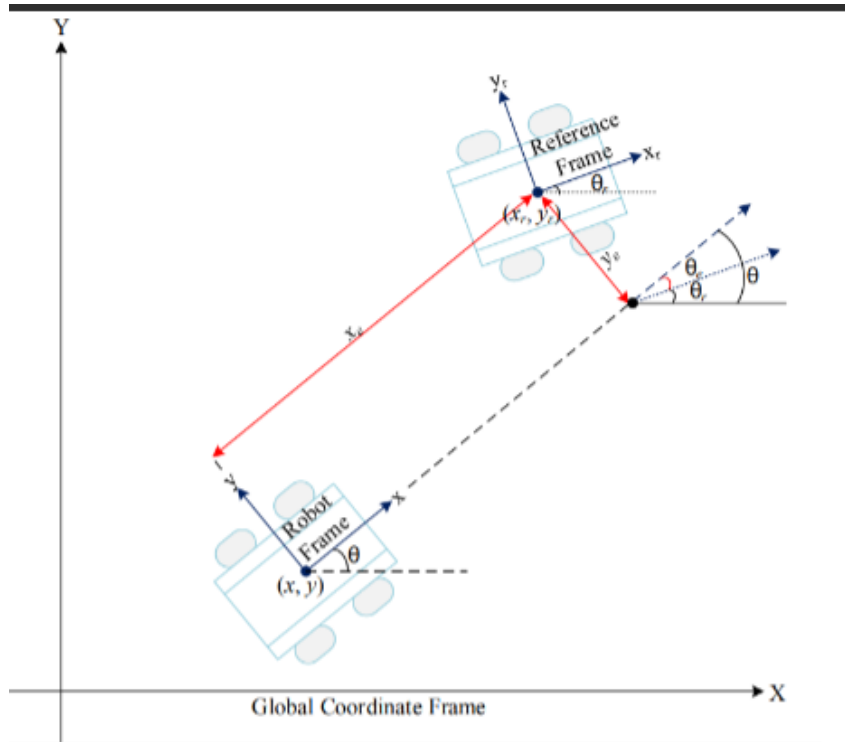 Y
yᵣ
Reference
Frame
xᵣ
θᵣ
(xᵣ, yᵣ)
yₑ
θₑ
θᵣ
θ
xₑ
y
x
Robot
Frame
θ
(x, y)
X
Global Coordinate Frame